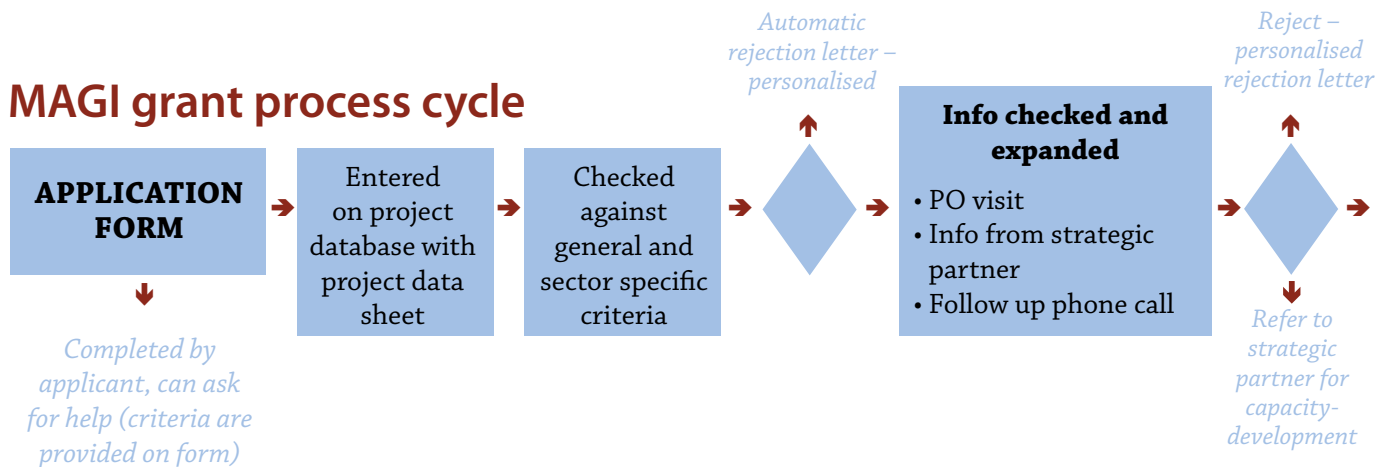 MAGI grant process cycle
APPLICATION
FORM
Completed by
applicant, can ask
for help (criteria are
provided on form)
Entered
on project
database with
project data
sheet
Checked
against
general and
sector specific
criteria
Automatic
rejection letter –
personalised
Info checked and
expanded
• PO visit
• Info from strategic
partner
• Follow up phone call
Reject –
personalised
rejection letter
Refer to
strategic
partner for
capacity-
development